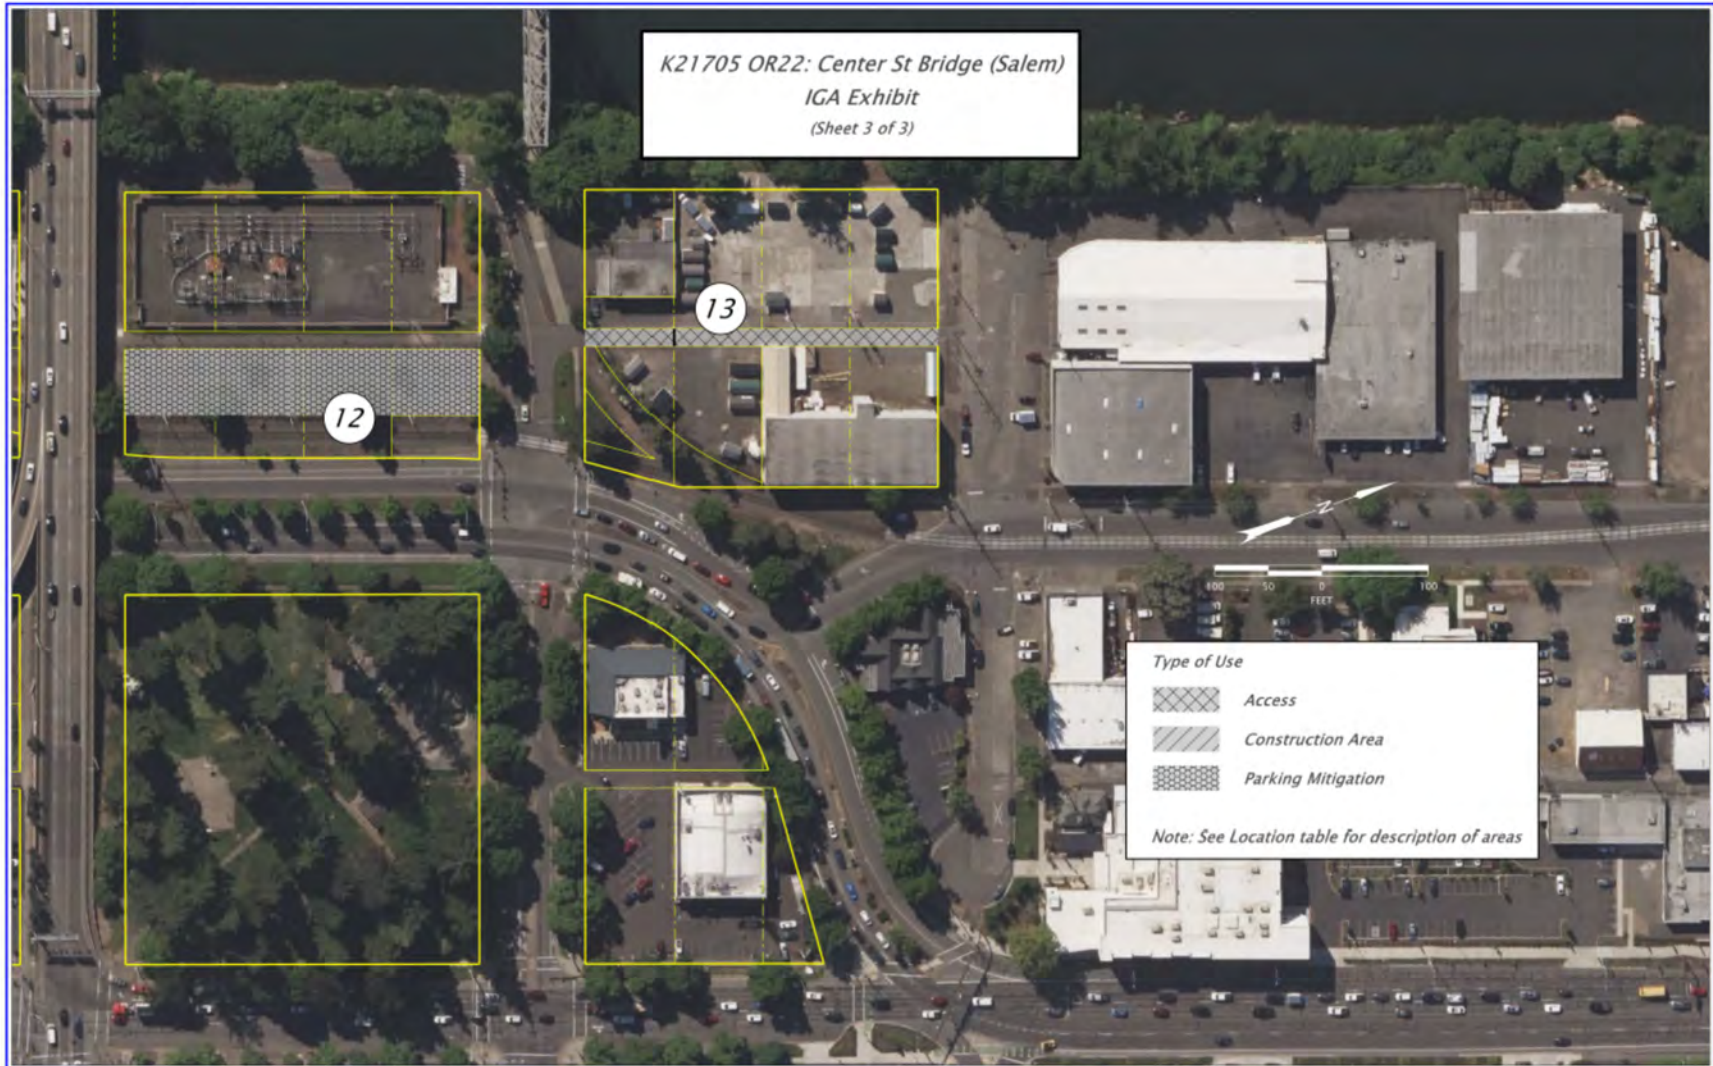 K21705 OR22: Center St Bridge (Salem)
IGA Exhibit
(Sheet 3 of 3)
13
12
N
100 50 0 100
FEET
Type of Use
Access
Construction Area
Parking Mitigation
Note: See Location table for description of areas